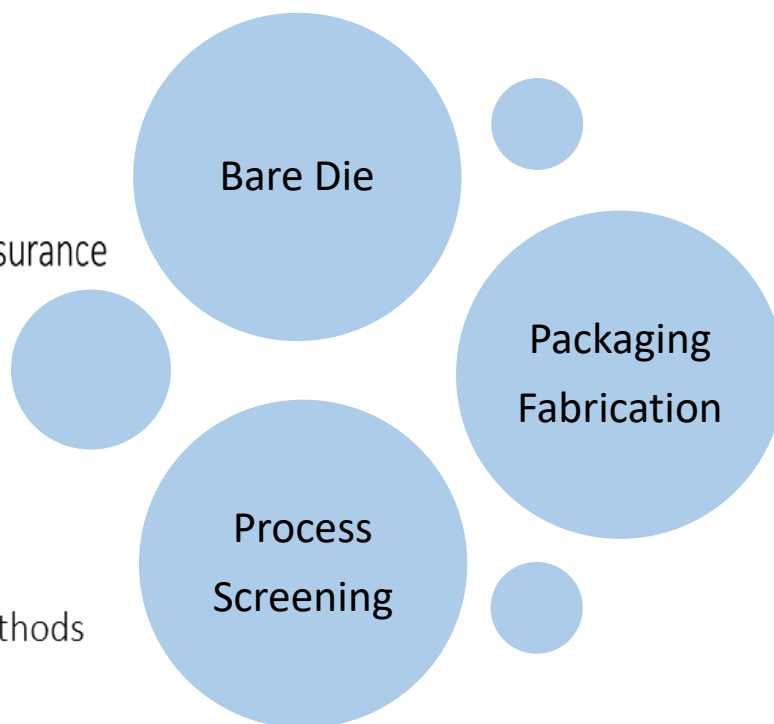 Bare Die
surance
Packaging
Fabrication
Process
Screening
thods